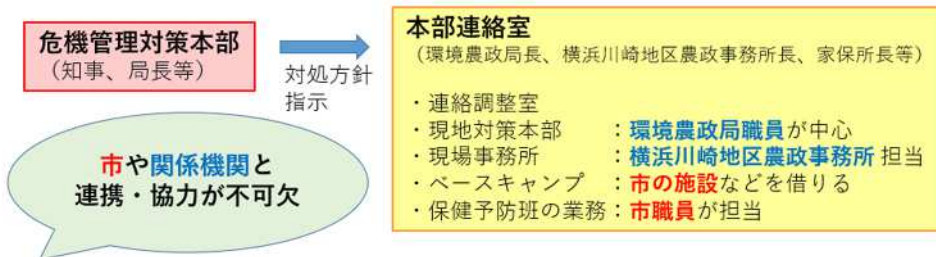 危機管理対策本部
（知事、局長等）
対処方針
指示
市や関係機関と
連携・協力が不可欠
本部連絡室
（環境農政局長、横浜川崎地区農政事務所長、家保所長等）
・連絡調整室
・現地対策本部　：環境農政局職員が中心
・現場事務所　：横浜川崎地区農政事務所 担当
・ベースキャンプ　：市の施設などを借りる
・保健予防班の業務：市職員が担当